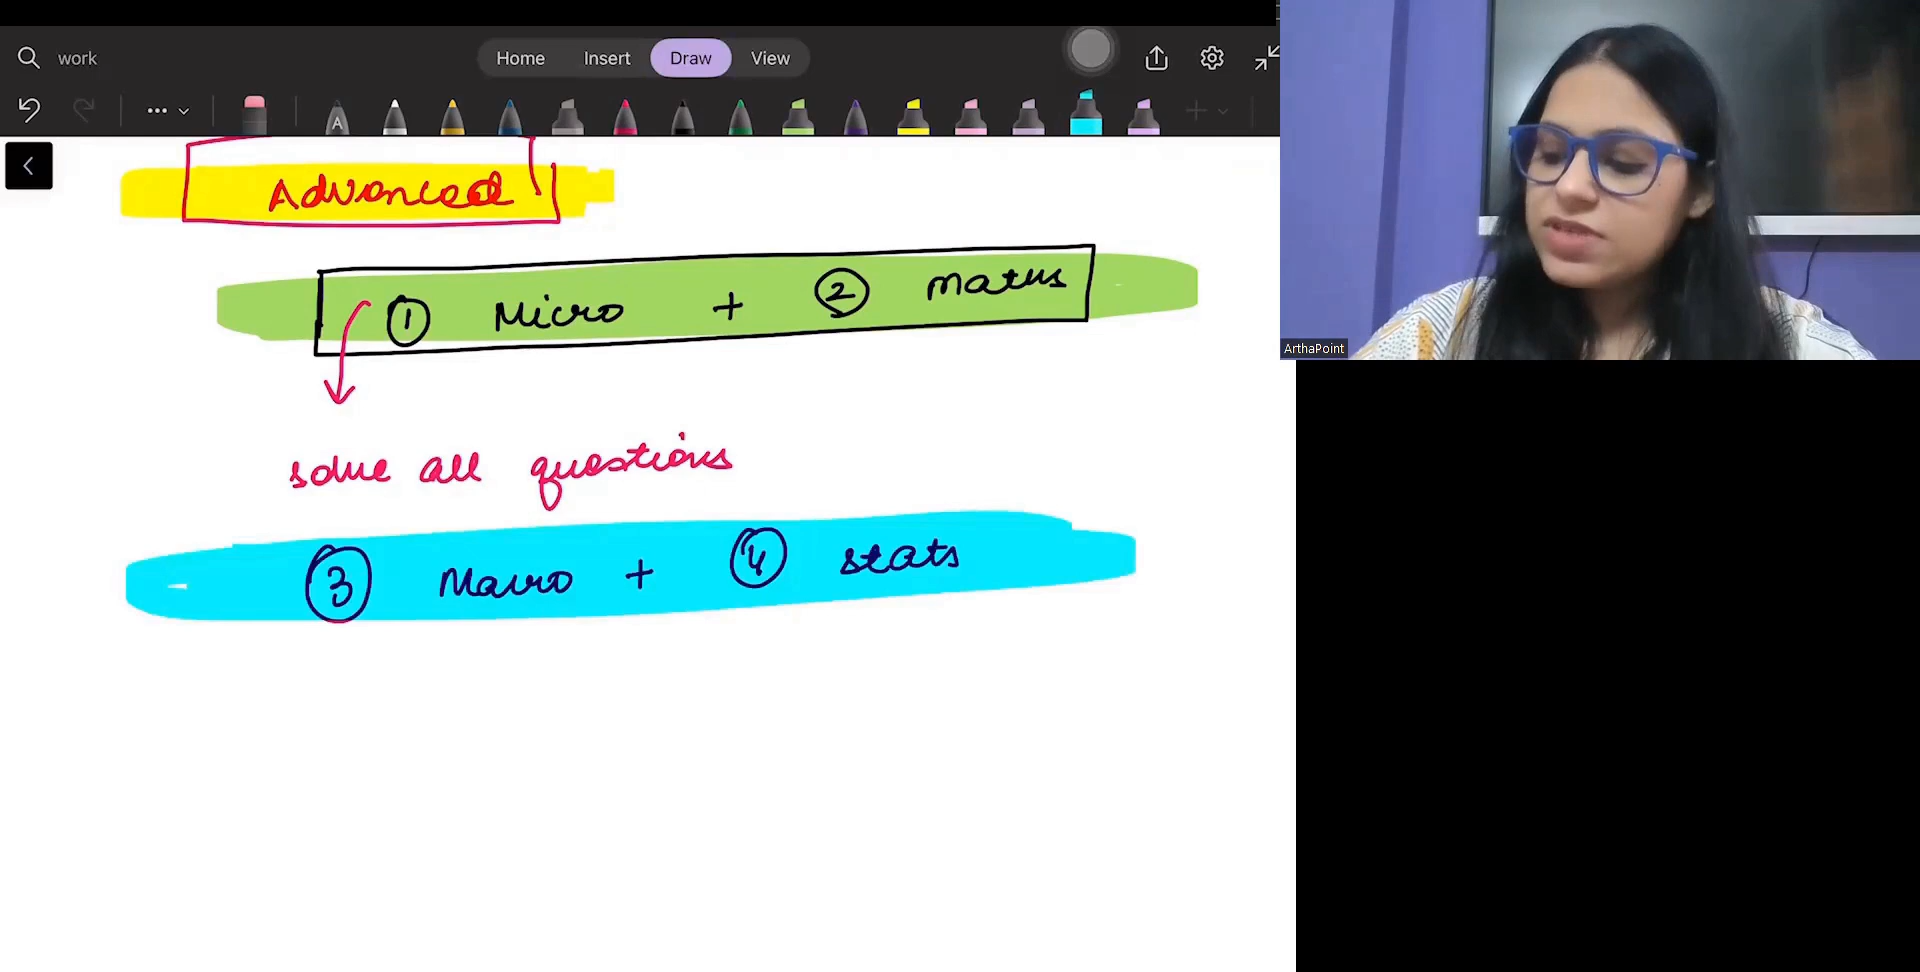 work
Home Insert Draw View
A
Advanced
① Micro + ② maths
solve all questions
③ Macro + ④ stats
ArthaPoint